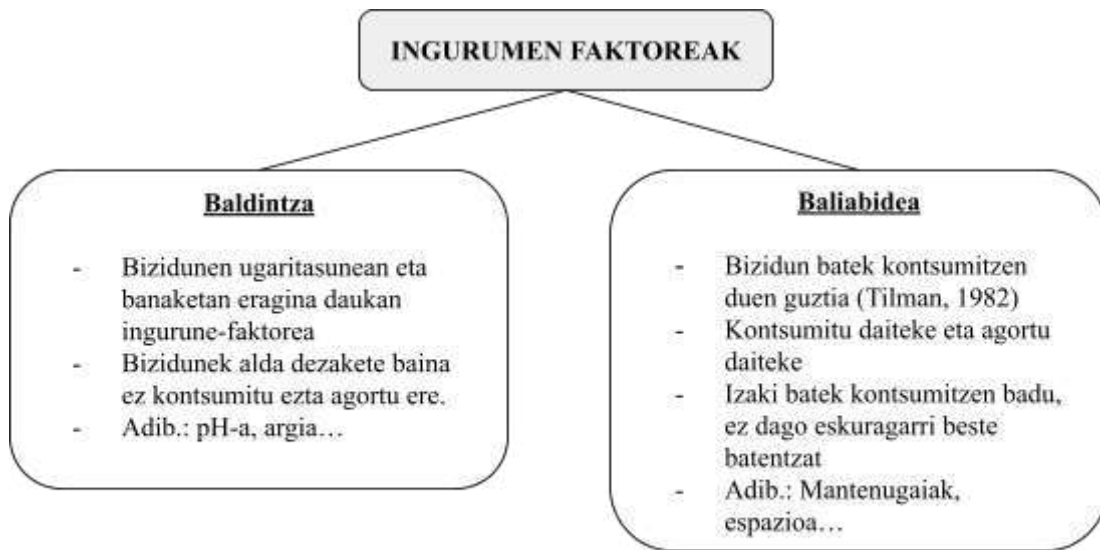 INGURUMEN FAKTOREAK
Baldintza
- Bizidunen ugaritasunean eta
banaketan eragina daukan
ingurune-faktorea
- Bizidunek alda dezakete baina
ez kontsumitu ezta agortu ere.
- Adib.: pH-a, argia…
Baliabidea
- Bizidun batek kontsumitzen
duen guztia (Tilman, 1982)
- Kontsumitu daiteke eta agortu
daiteke
- Izaki batek kontsumitzen badu,
ez dago eskuragarri beste
batentzat
- Adib.: Mantenugaiak,
espazioa…